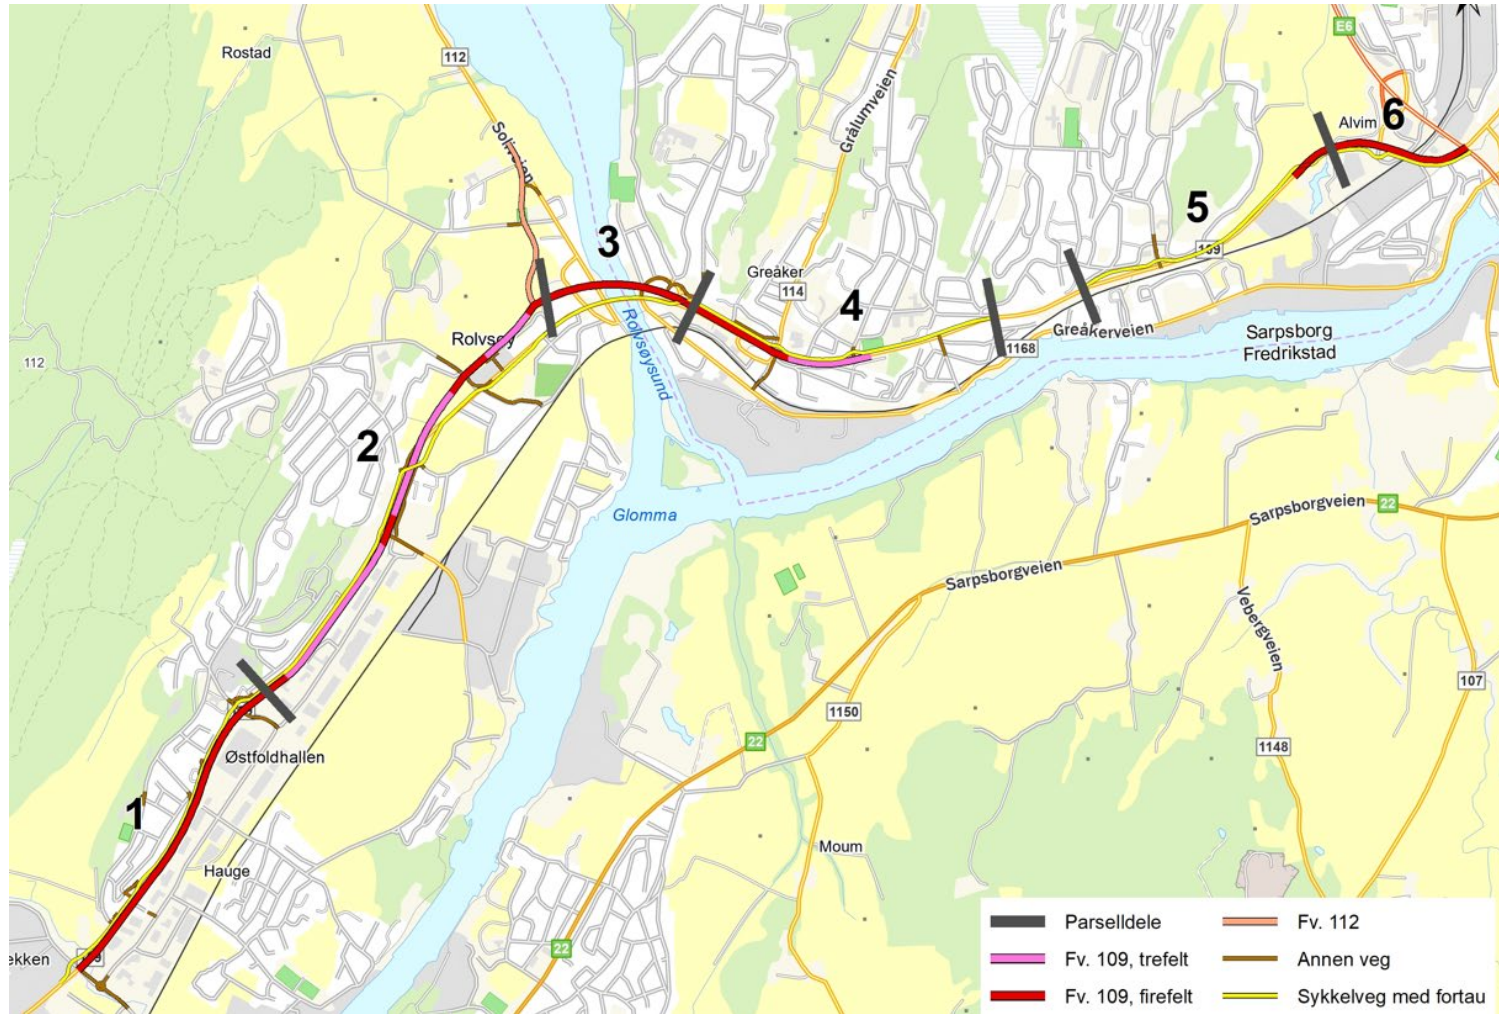 Rostad
112
E6
Alvim
6
Grålumveien
5
109
3
Greåker
114
4
Rolvsøy
Rolvsøysund
Greåkerveien
1168
Sarpsborg
Fredrikstad
112
2
Glomma
Sarpsborgveien
22
Sarpsborgveien
Vebergveien
107
1150
22
1148
Østfoldhallen
1
Hauge
Moum
22
ekken
Parselldele
Fv. 109, trefelt
Fv. 109, firefelt
Fv. 112
Annen veg
Sykkelveg med fortau